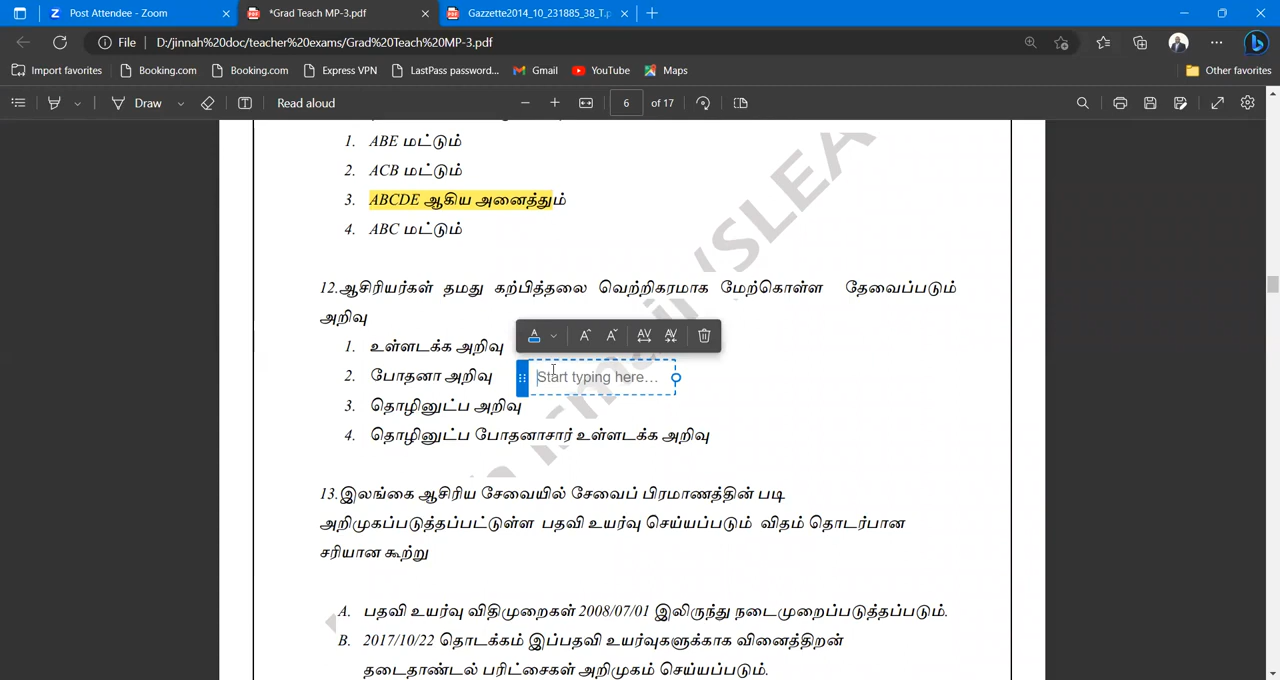 Post Attendee - Zoom
*Grad Teach MP-3.pdf
Gazzette2014_10_231885_38_T.p
File
D:/jinnah%20doc/teacher%20exams/Grad%20Teach%20MP-3.pdf
Import favorites
Booking.com
Booking.com
Express VPN
LastPass password...
Gmail
YouTube
Maps
Other favorites
Draw
Read aloud
6
of 17
1. ABE மட்டும்
2. ACB மட்டும்
3. ABCDE ஆகிய அனைத்தும்
4. ABC மட்டும்
12.ஆசிரியர்கள் தமது கற்பித்தலை வெற்றிகரமாக மேற்கொள்ள தேவைப்படும்
அறிவு
1. உள்ளடக்க அறிவு
2. போதனா அறிவு
Start typing here...
3. தொழினுட்ப அறிவு
4. தொழினுட்ப போதனாசார் உள்ளடக்க அறிவு
13.இலங்கை ஆசிரிய சேவையில் சேவைப் பிரமாணத்தின் படி
அறிமுகப்படுத்தப்பட்டுள்ள பதவி உயர்வு செய்யப்படும் விதம் தொடர்பான
சரியான கூற்று
A. பதவி உயர்வு விதிமுறைகள் 2008/07/01 இலிருந்து நடைமுறைப்படுத்தப்படும்.
B. 2017/10/22 தொடக்கம் இப்பதவி உயர்வுகளுக்காக வினைத்திறன்
தடைதாண்டல் பரிட்சைகள் அறிமுகம் செய்யப்படும்.